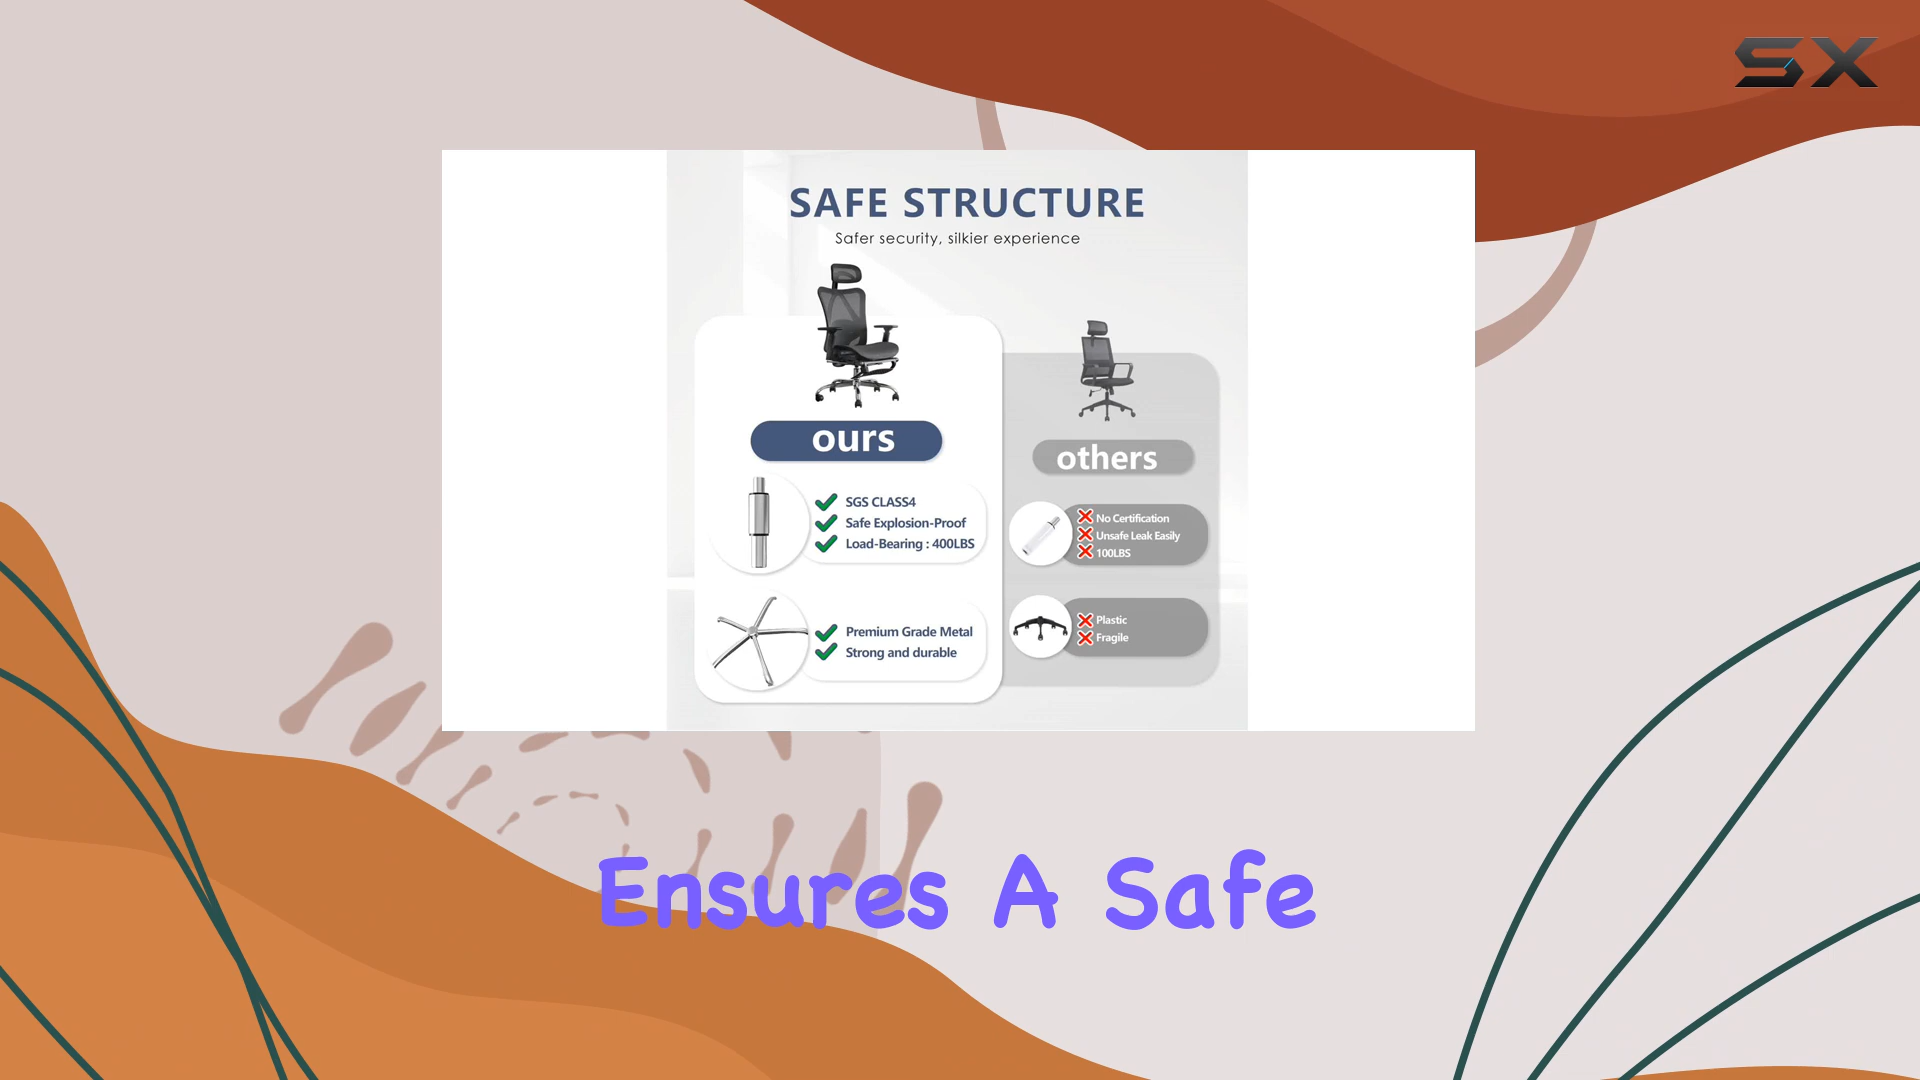 SX
SAFE STRUCTURE
Safer security, silkier experience
ours
SGS CLASS4
Safe Explosion-Proof
Load-Bearing : 400LBS
Premium Grade Metal
Strong and durable
others
No Certification
Unsafe Leak Easily
100LBS
Plastic
Fragile
Ensures A Safe